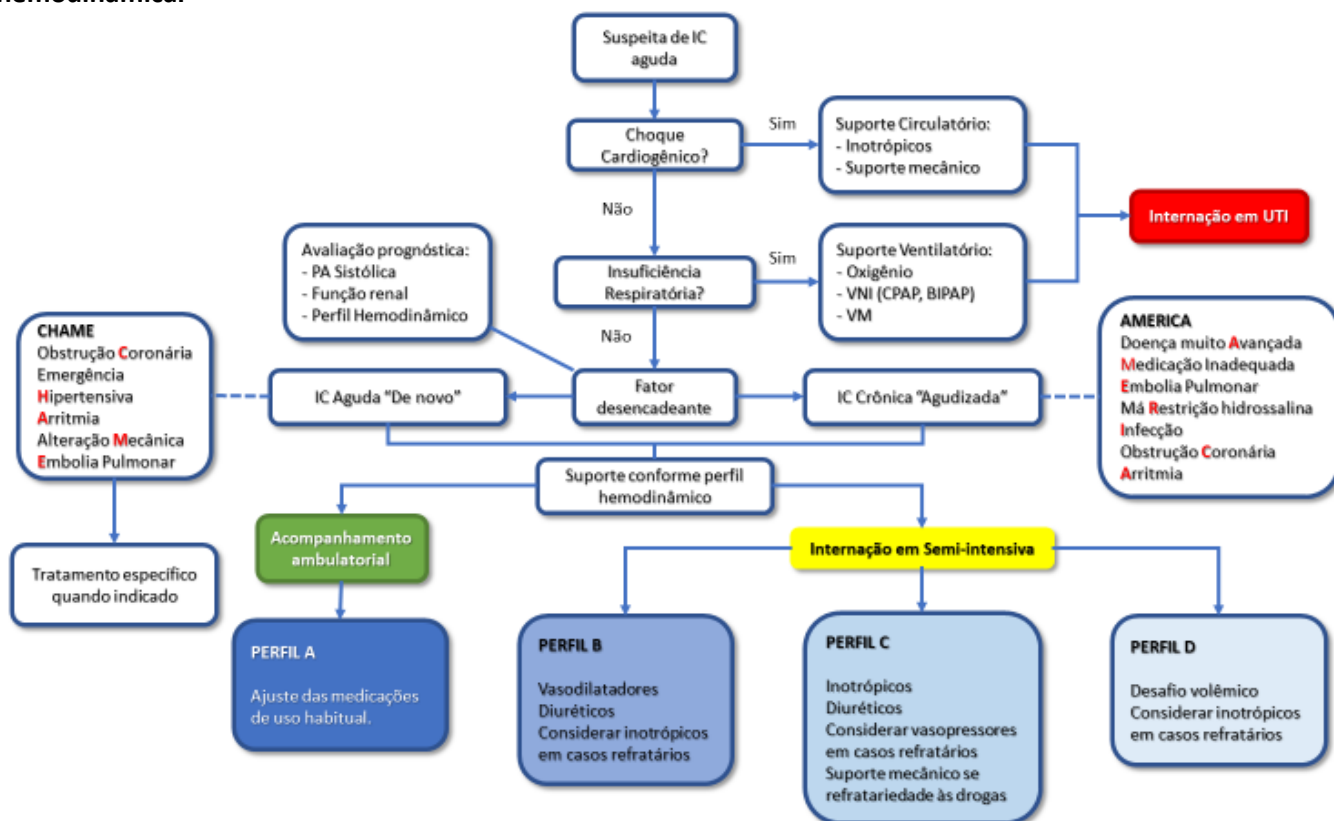 hemodinâmica.
Suspeita de IC
aguda
Choque
Cardiogênico?
Sim
Suporte Circulatório:
- Inotrópicos
- Suporte mecânico
Internação em UTI
Não
Avaliação prognóstica:
- PA Sistólica
- Função renal
- Perfil Hemodinâmico
Insuficiência
Respiratória?
Sim
Suporte Ventilatório:
- Oxigênio
- VNI (CPAP, BIPAP)
- VM
Não
CHAME
Obstrução Coronária
Emergência
Hipertensiva
Arritmia
Alteração Mecânica
Embolia Pulmonar
IC Aguda "De novo"
Fator
desencadeante
IC Crônica "Agudizada"
AMERICA
Doença muito Avançada
Medicação Inadequada
Embolia Pulmonar
Má Restrição hidrossalina
Infecção
Obstrução Coronária
Arritmia
Suporte conforme perfil
hemodinâmico
Acompanhamento
ambulatorial
Internação em Semi-intensiva
Tratamento específico
quando indicado
PERFIL A
Ajuste das medicações
de uso habitual.
PERFIL B
Vasodilatadores
Diuréticos
Considerar inotrópicos
em casos refratários
PERFIL C
Inotrópicos
Diuréticos
Considerar vasopressores
em casos refratários
Suporte mecânico se
refratariedade às drogas
PERFIL D
Desafio volêmico
Considerar inotrópicos
em casos refratários